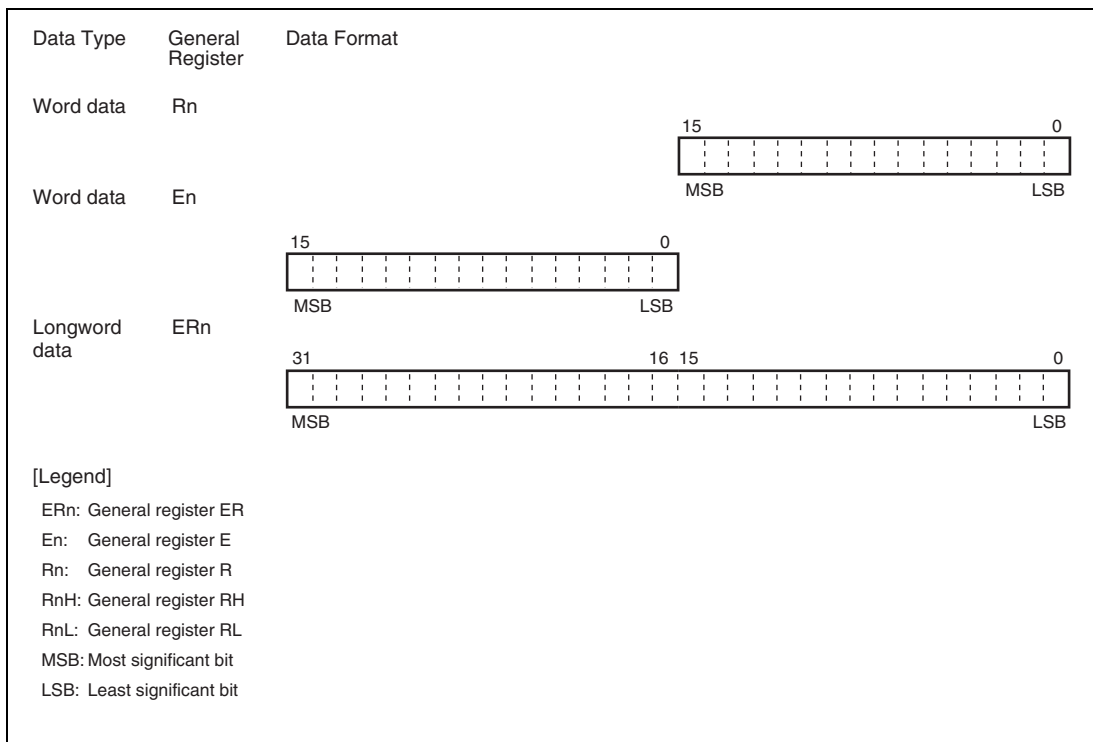 Data Type General Register Data Format
Word data Rn
15 0
MSB LSB
Word data En
15 0
MSB LSB
Longword data ERn
31 16 15 0
MSB LSB
[Legend]
ERn: General register ER
En: General register E
Rn: General register R
RnH: General register RH
RnL: General register RL
MSB: Most significant bit
LSB: Least significant bit